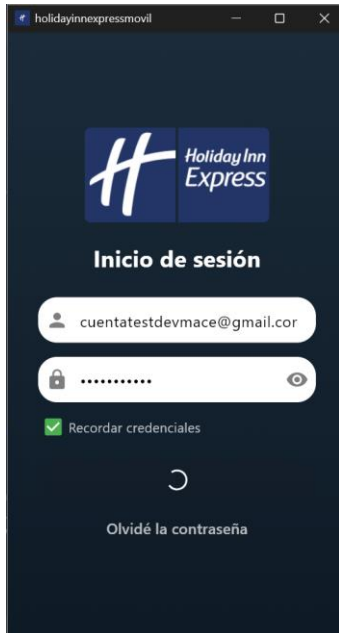 holidayinnexpressmovil
Holiday Inn
Express
Inicio de sesión
cuentatestdevmace@gmail.cor
•••••••••••
Recordar credenciales
Olvidé la contraseña